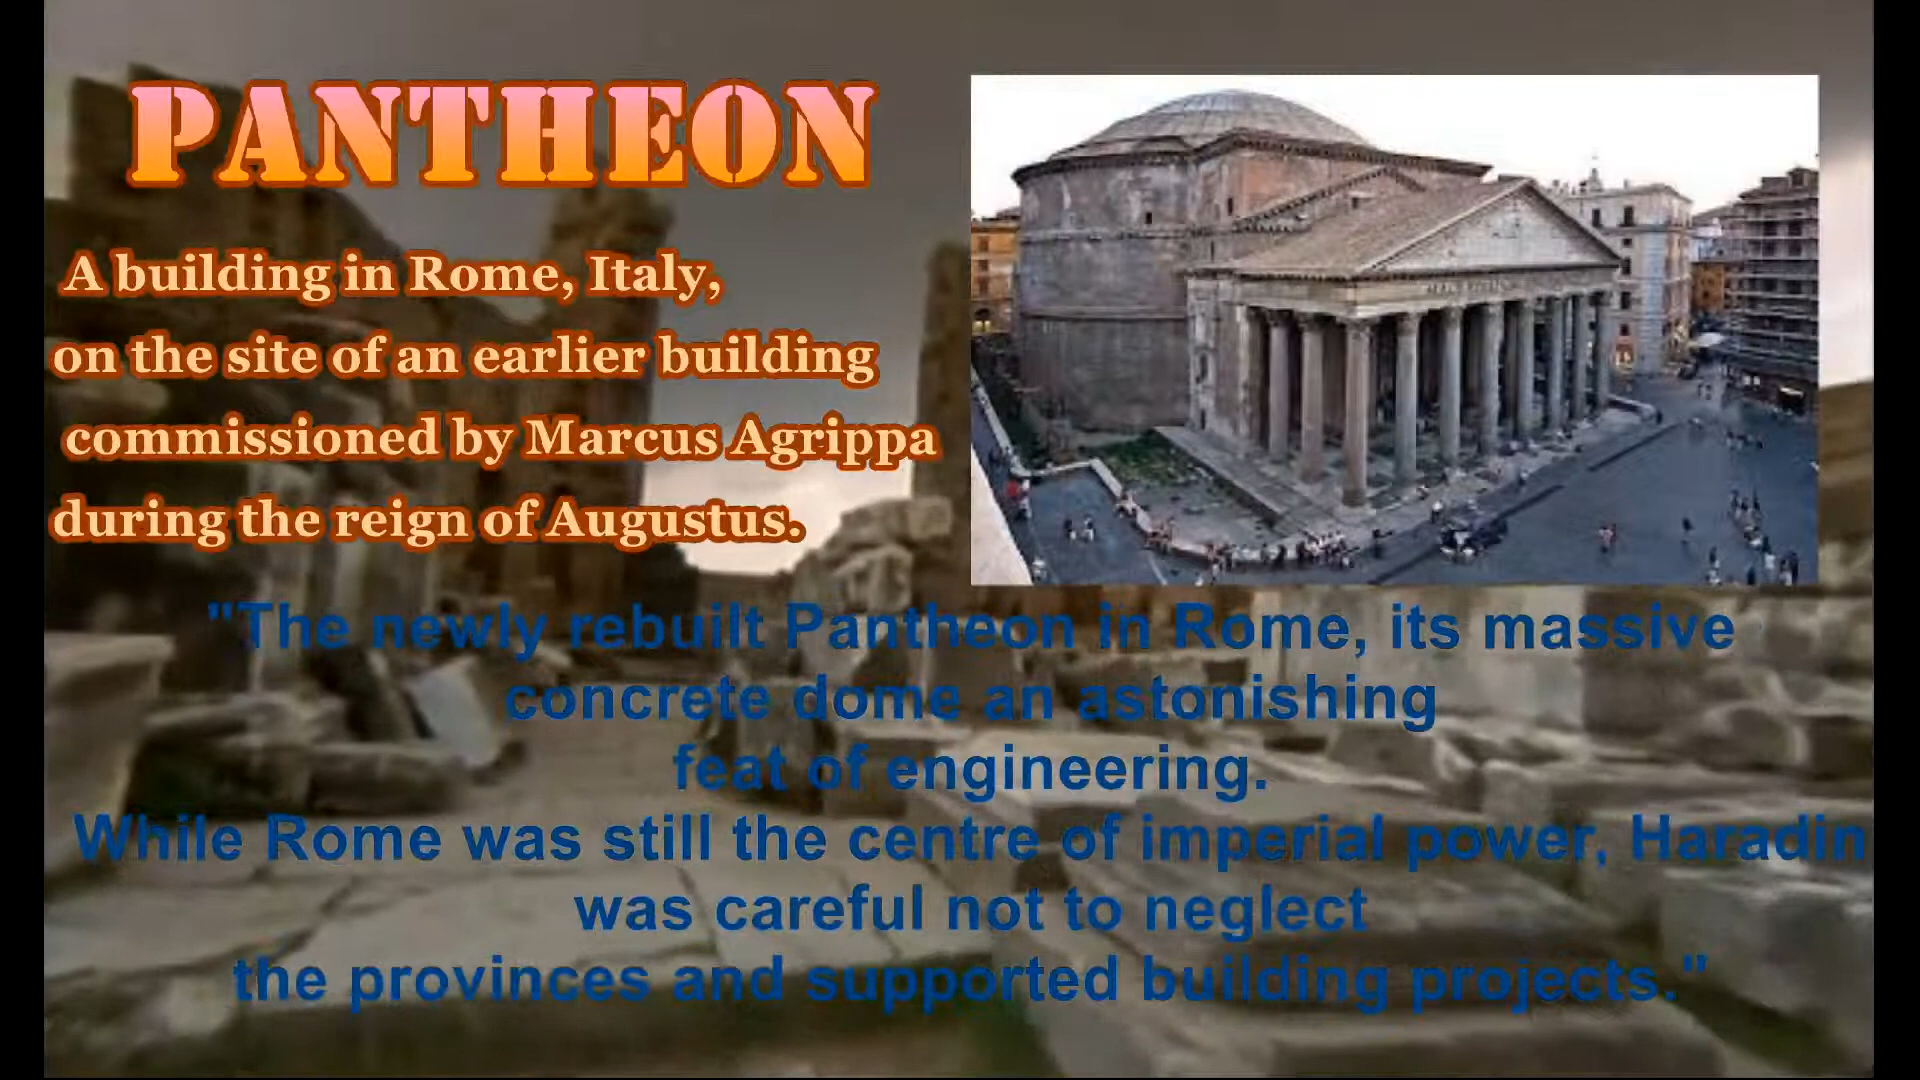 PANTHEON
A building in Rome, Italy,
on the site of an earlier building
commissioned by Marcus Agrippa
during the reign of Augustus.
"The newly rebuilt Pantheon in Rome, its massive
concrete dome an astonishing
feat of engineering.
While Rome was still the centre of imperial power, Haradin
was careful not to neglect
the provinces and supported building projects."